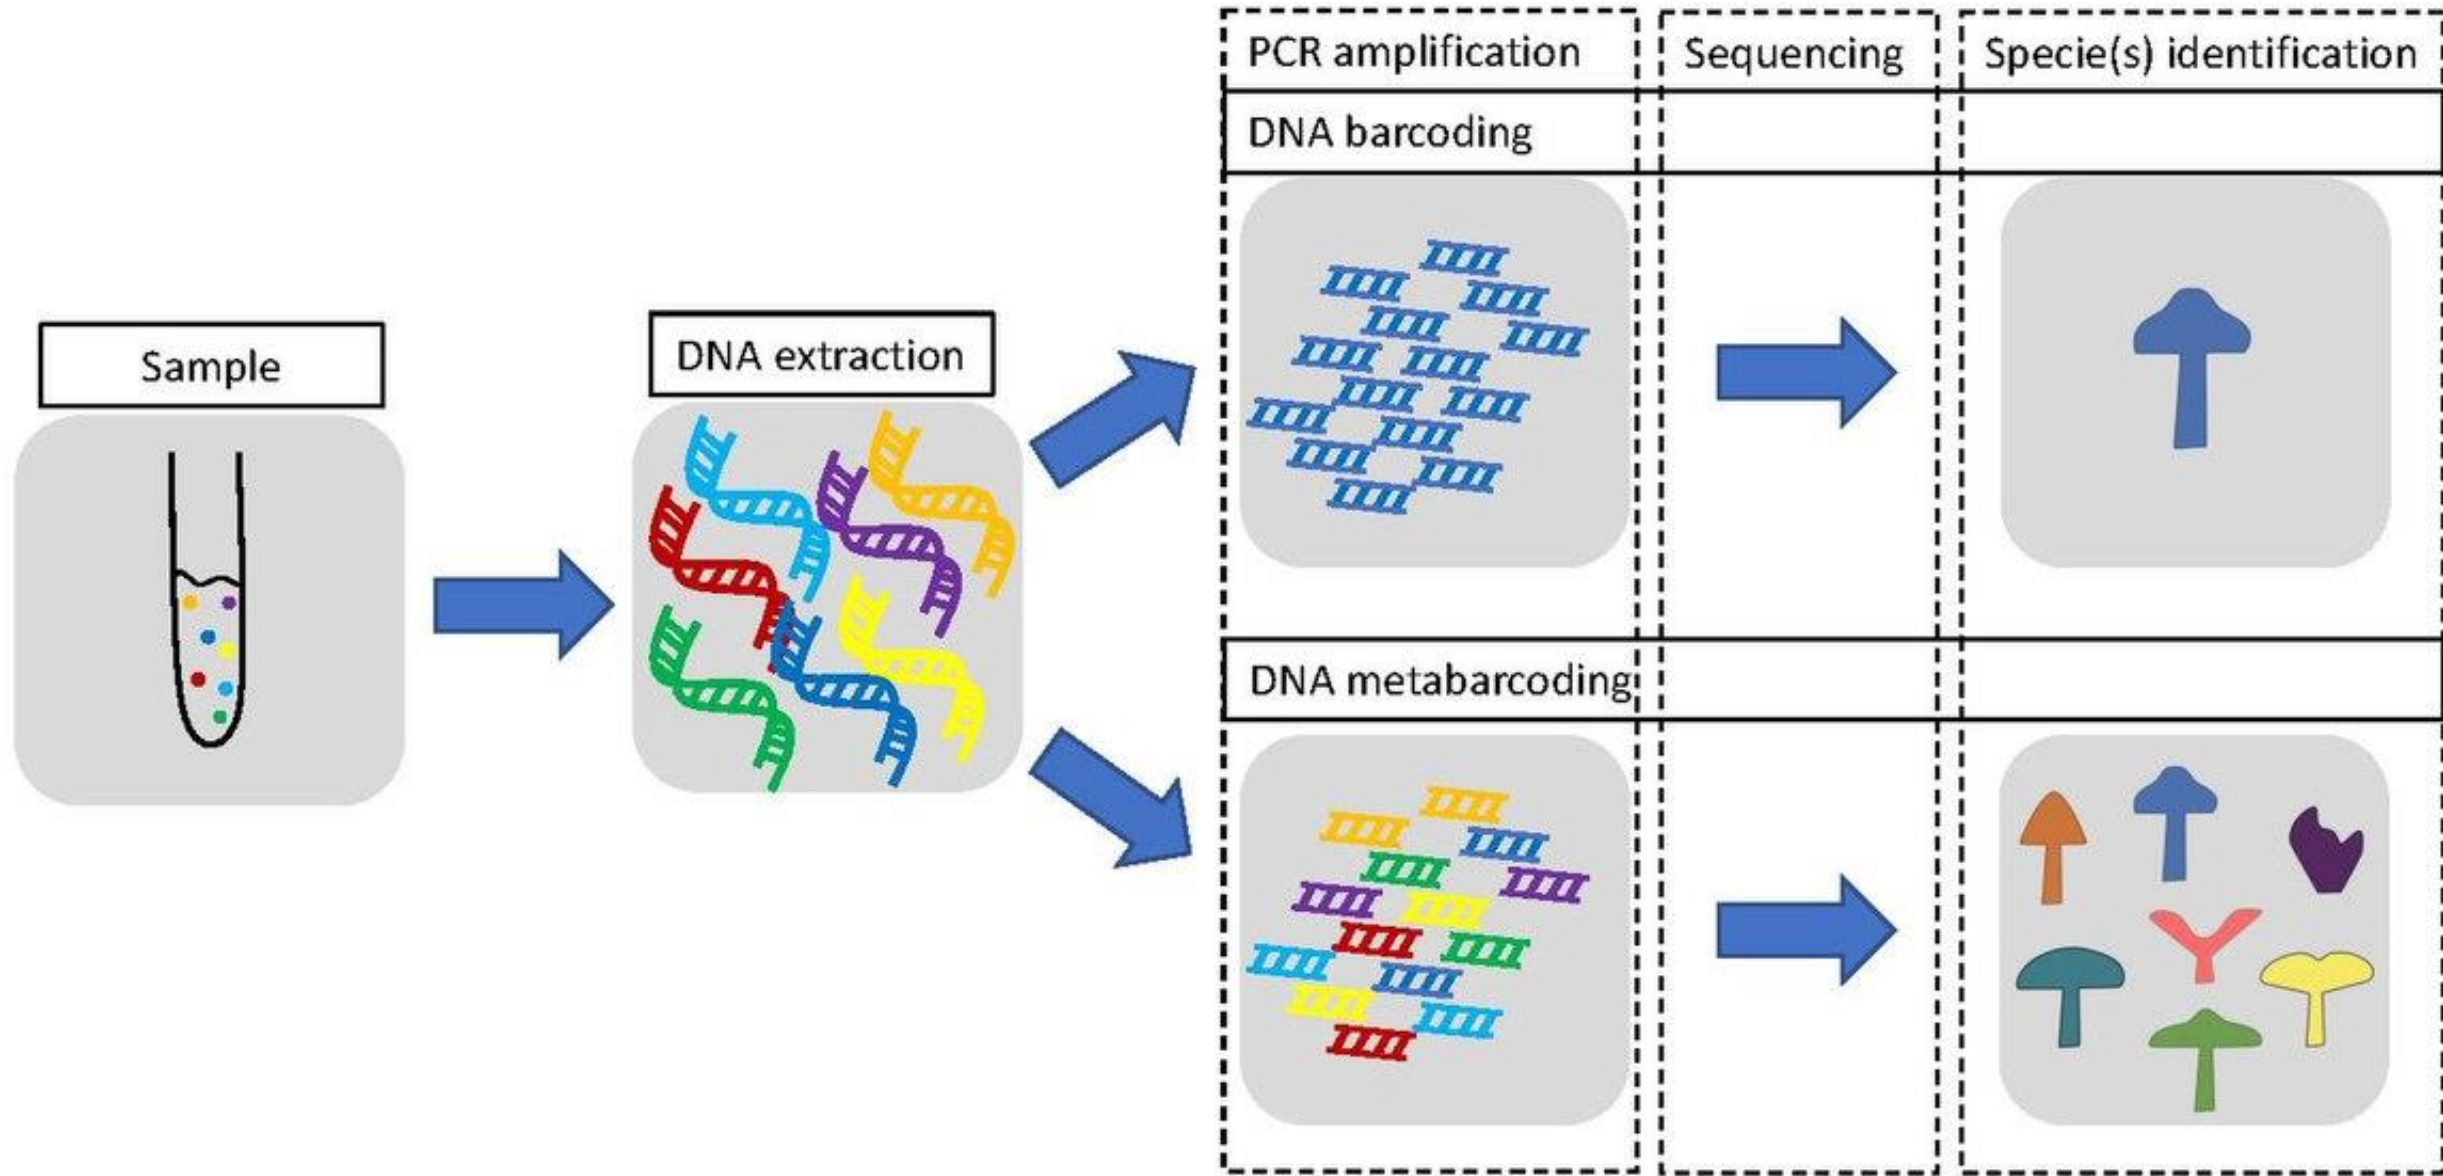 Sample
DNA extraction
PCR amplification
Sequencing
Specie(s) identification
DNA barcoding
DNA metabarcoding